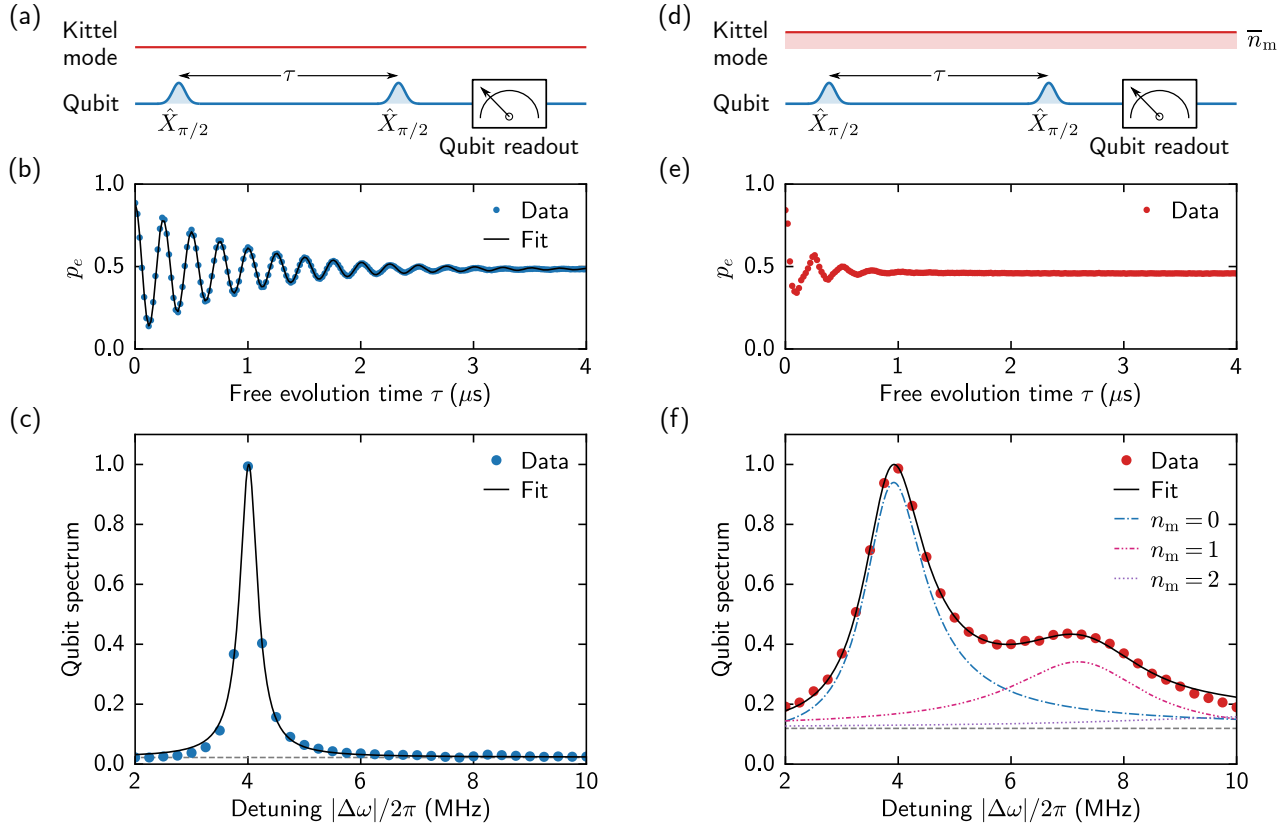 (a)
Kittel
mode
τ
Qubit
X̂π/2
X̂π/2
Qubit readout
(b)
1.0
0.5
0.0
pe
Data
Fit
0 1 2 3 4
Free evolution time τ (μs)
(c)
1.0
0.8
0.6
0.4
0.2
0.0
Qubit spectrum
Data
Fit
2 4 6 8 10
Detuning |Δω|/2π (MHz)
(d)
Kittel
mode
n̄m
τ
Qubit
X̂π/2
X̂π/2
Qubit readout
(e)
1.0
0.5
0.0
pe
Data
0 1 2 3 4
Free evolution time τ (μs)
(f)
1.0
0.8
0.6
0.4
0.2
0.0
Qubit spectrum
Data
Fit
nm = 0
nm = 1
nm = 2
2 4 6 8 10
Detuning |Δω|/2π (MHz)